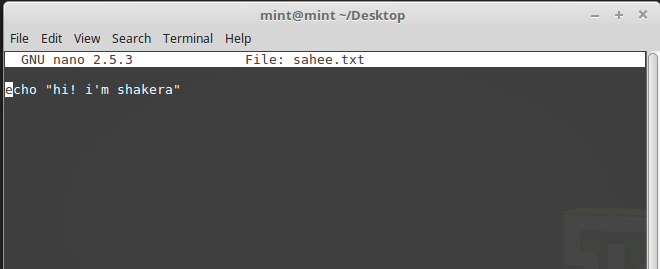 mint@mint ~/Desktop
File Edit View Search Terminal Help
GNU nano 2.5.3 File: sahee.txt
echo "hi! i'm shakera"